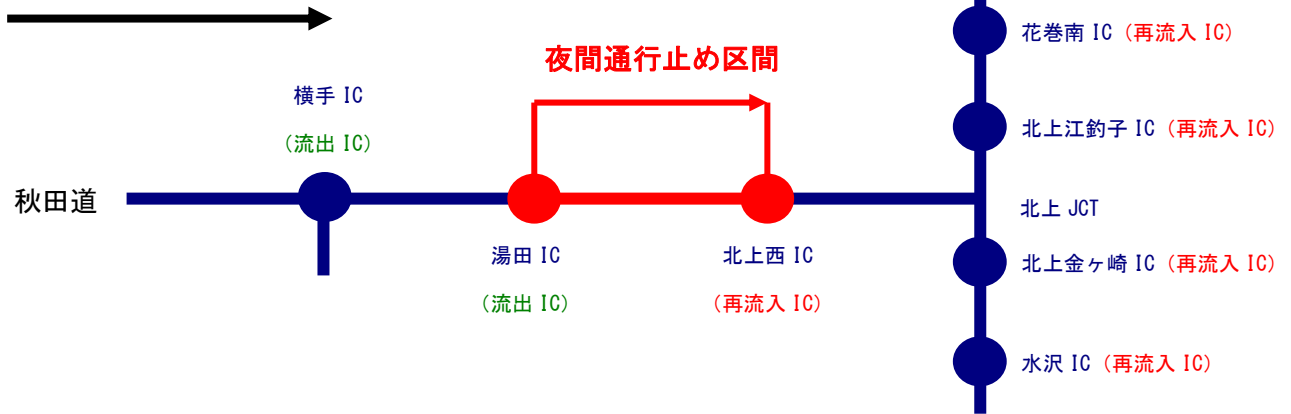 花巻南 IC（再流入 IC）
夜間通行止め区間
横手 IC
（流出 IC）
北上江釣子 IC（再流入 IC）
秋田道
北上 JCT
湯田 IC
（流出 IC）
北上西 IC
（再流入 IC）
北上金ヶ崎 IC（再流入 IC）
水沢 IC（再流入 IC）